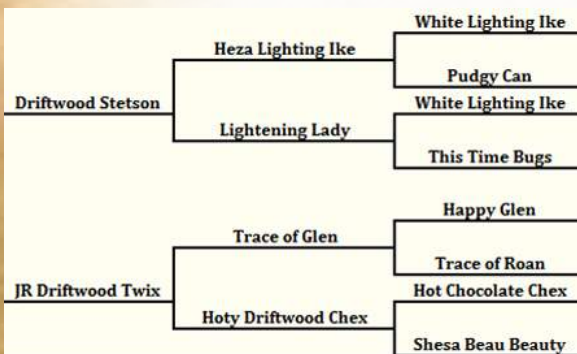 White Lighting Ike
Heza Lighting Ike
Pudgy Can
Driftwood Stetson
White Lighting Ike
Lightening Lady
This Time Bugs
Happy Glen
Trace of Glen
Trace of Roan
JR Driftwood Twix
Hot Chocolate Chex
Hoty Driftwood Chex
Shesa Beau Beauty